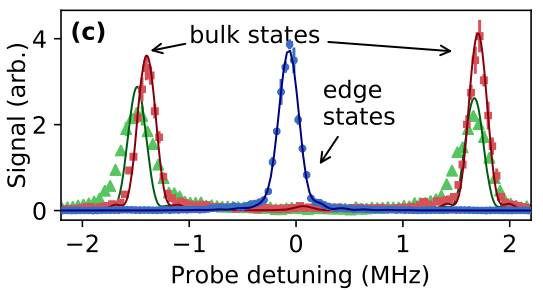 (c)
bulk states
edge
states
Signal (arb.)
4
2
0
−2
−1
0
1
2
Probe detuning (MHz)